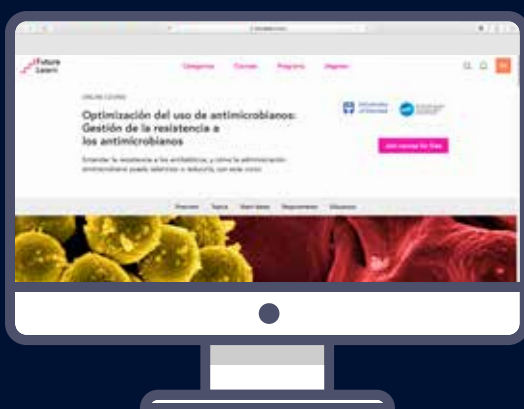 Future
Learn
Categories Courses Programs Degrees
ONLINE COURSE
Optimización del uso de antimicrobianos:
Gestión de la resistencia a
los antimicrobianos
Entender la resistencia a los antibióticos, y cómo la administración
antimicrobiana puede ralentizar o reducirla, con este curso
Join course for free
Overview Topics Start dates Requirements Educators